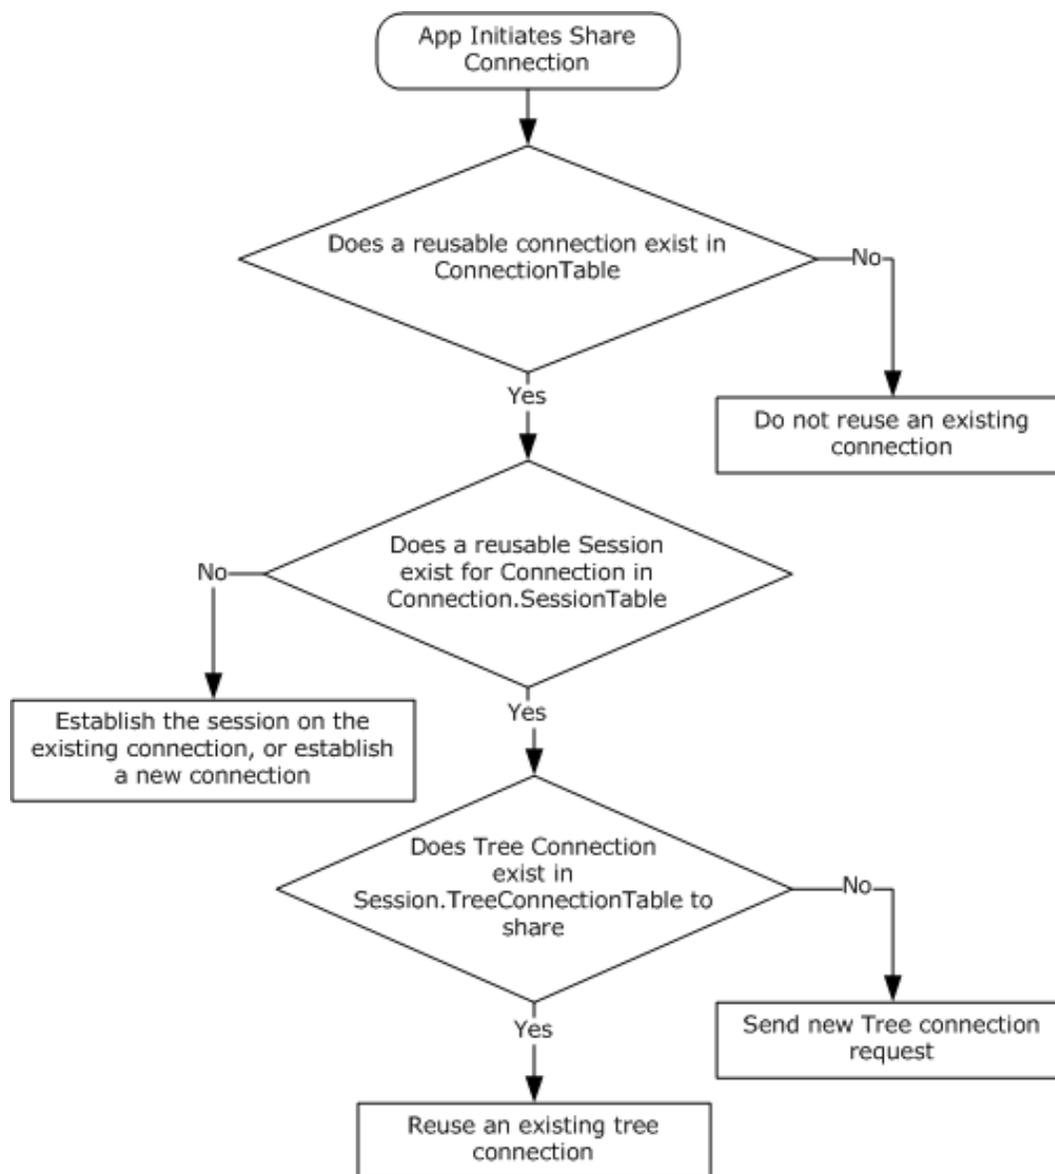 App Initiates Share
Connection
Does a reusable connection exist in
ConnectionTable
No
Yes
Do not reuse an existing
connection
Does a reusable Session
exist for Connection in
Connection.SessionTable
No
Yes
Establish the session on the
existing connection, or establish
a new connection
Does Tree Connection
exist in
Session.TreeConnectionTable to
share
No
Yes
Send new Tree connection
request
Reuse an existing tree
connection